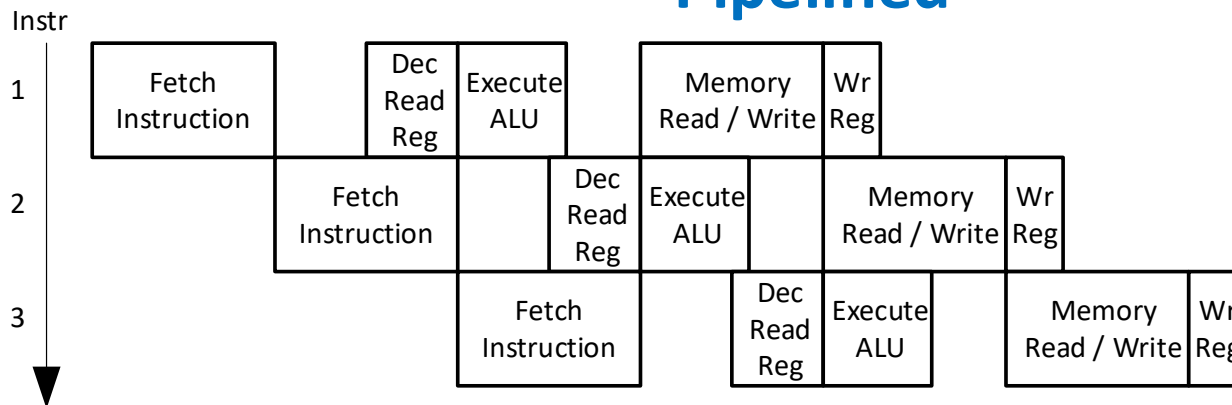 Pipelined
Instr
1
Fetch
Instruction
Dec
Read
Reg
Execute
ALU
Memory
Read / Write
Wr
Reg
2
Fetch
Instruction
Dec
Read
Reg
Execute
ALU
Memory
Read / Write
Wr
Reg
3
Fetch
Instruction
Dec
Read
Reg
Execute
ALU
Memory
Read / Write
Wr
Reg